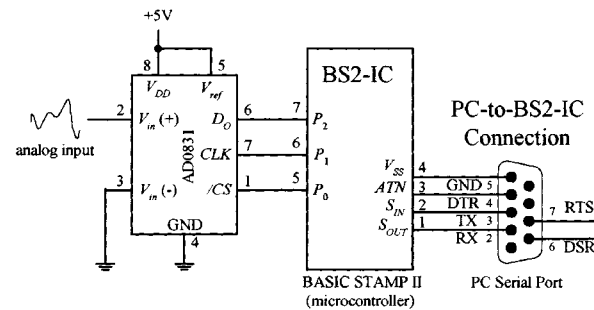 +5V
8
5
V_DD
V_ref
2
V_in (+)
D_O
6
7
P_2
analog input
AD0831
CLK
7
6
P_1
3
V_in (-)
/CS
1
5
P_0
GND
4
BS2-IC
V_SS
4
ATN
3
S_IN
2
S_OUT
1
BASIC STAMP II
(microcontroller)
PC-to-BS2-IC
Connection
GND
5
DTR
4
TX
3
RX
2
7
RTS
6
DSR
PC Serial Port